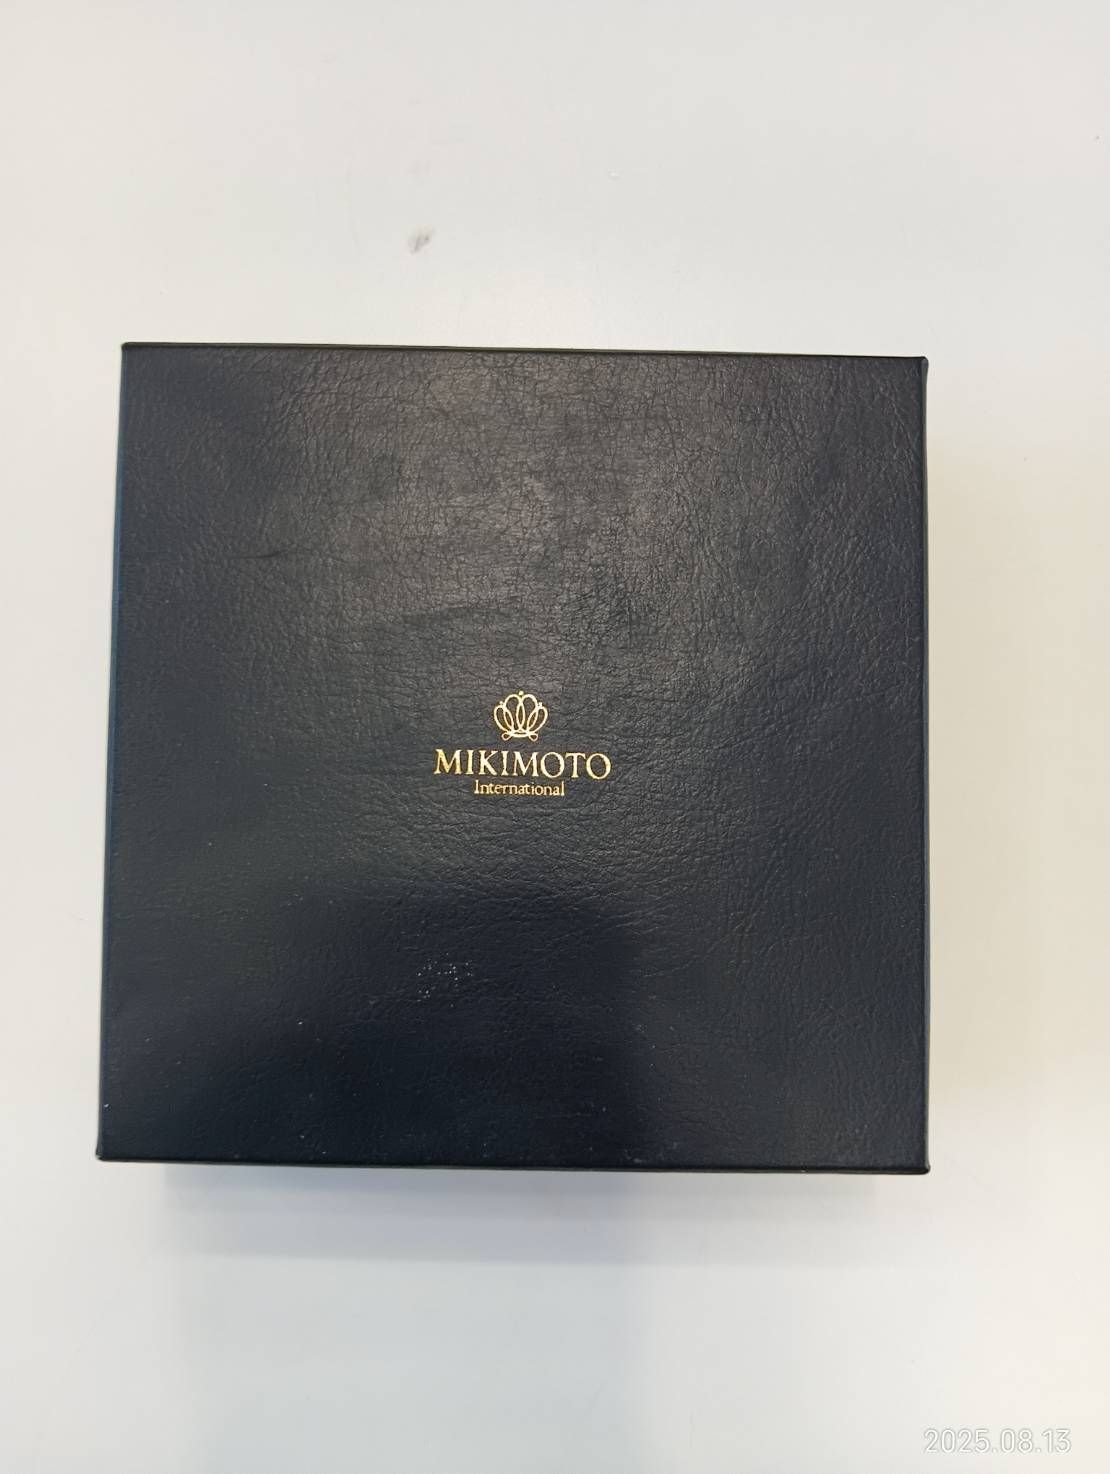 MIKIMOTO
International
2025.08.13